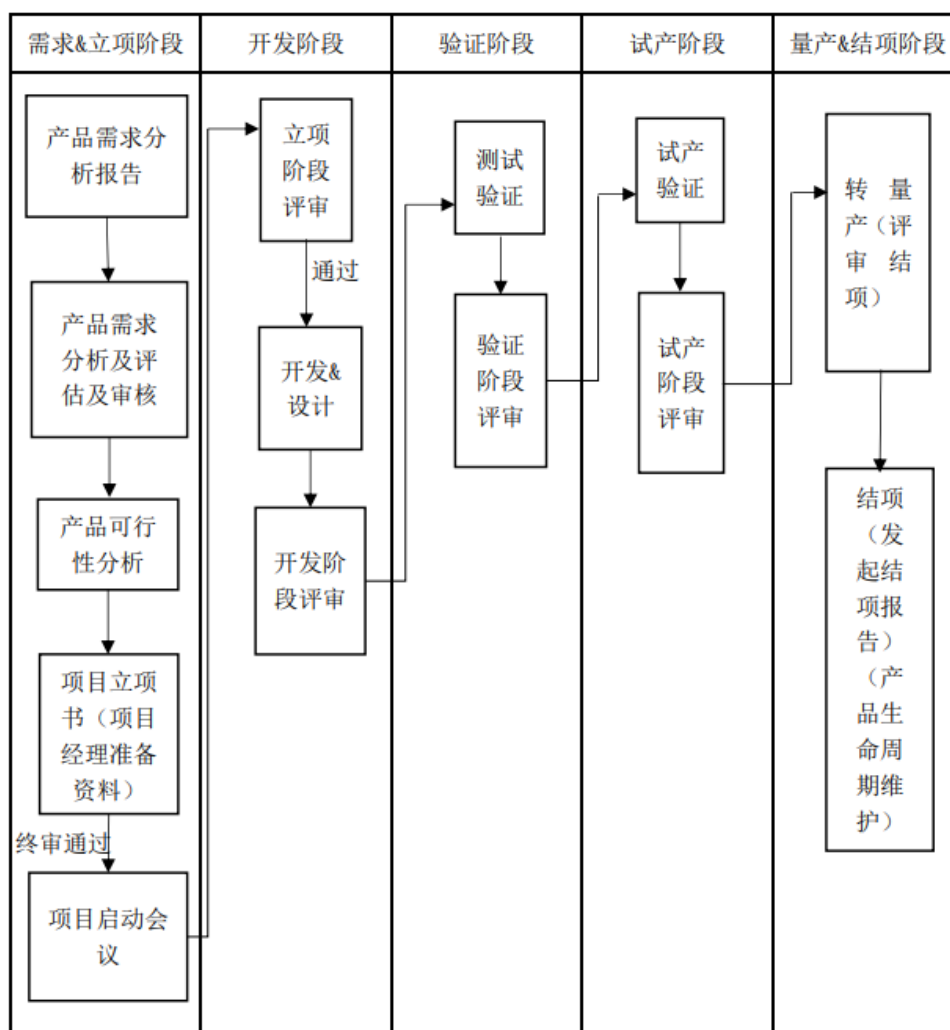 需求&立项阶段
开发阶段
验证阶段
试产阶段
量产&结项阶段
产品需求分
析报告
产品需求
分析及评
估及审核
产品可行
性分析
项目立项
书（项目
经理准备
资料）
终审通过
项目启动会
议
立项
阶段
评审
通过
开发&
设计
开发阶
段评审
测试
验证
验证
阶段
评审
试产
验证
试产
阶段
评审
转 量
产（评
审 结
项）
结项
（发
起结
项报
告）
（产
品生
命周
期维
护）